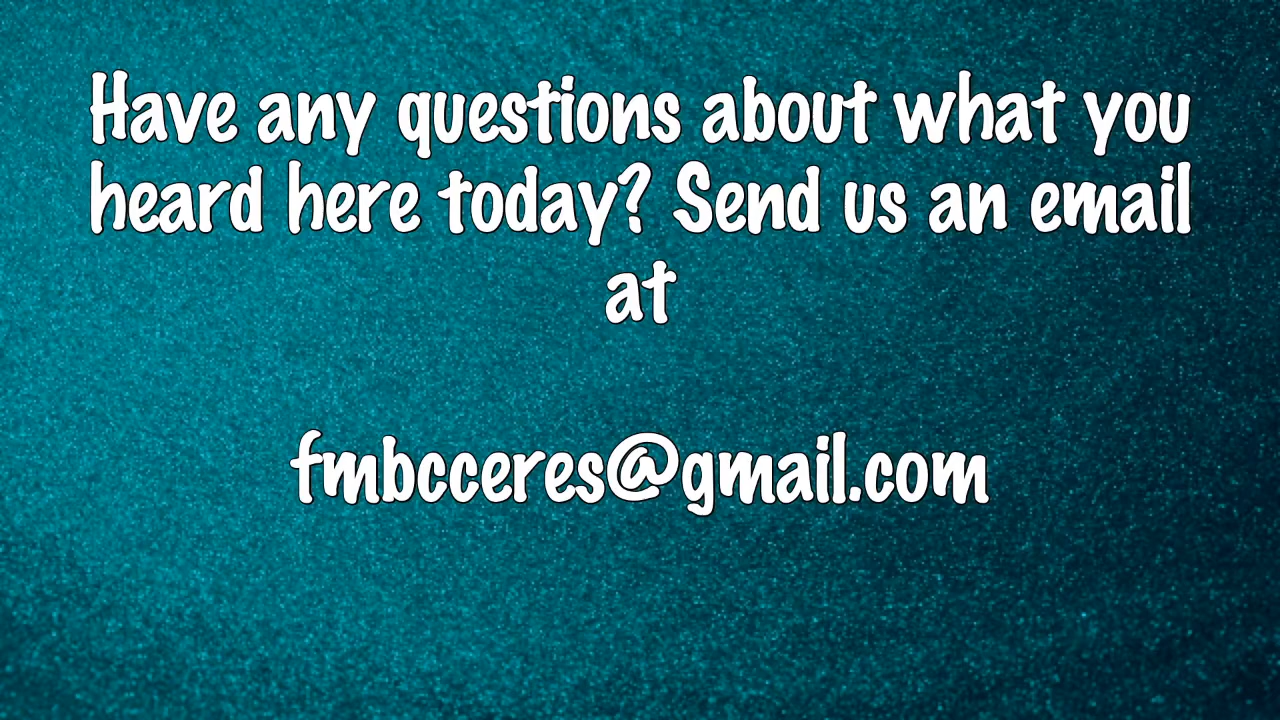 Have any questions about what you
heard here today? Send us an email
at
fmbcceres@gmail.com